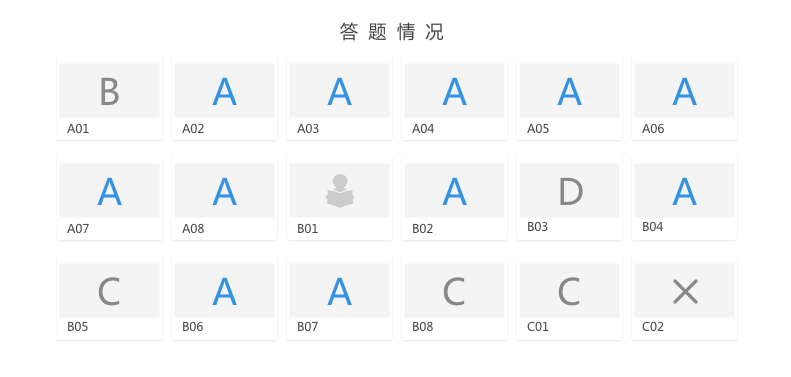 答题情况
B A A A A A
A01 A02 A03 A04 A05 A06
A A A D A
A07 A08 B01 B02 B03 B04
C A A C C ×
B05 B06 B07 B08 C01 C02